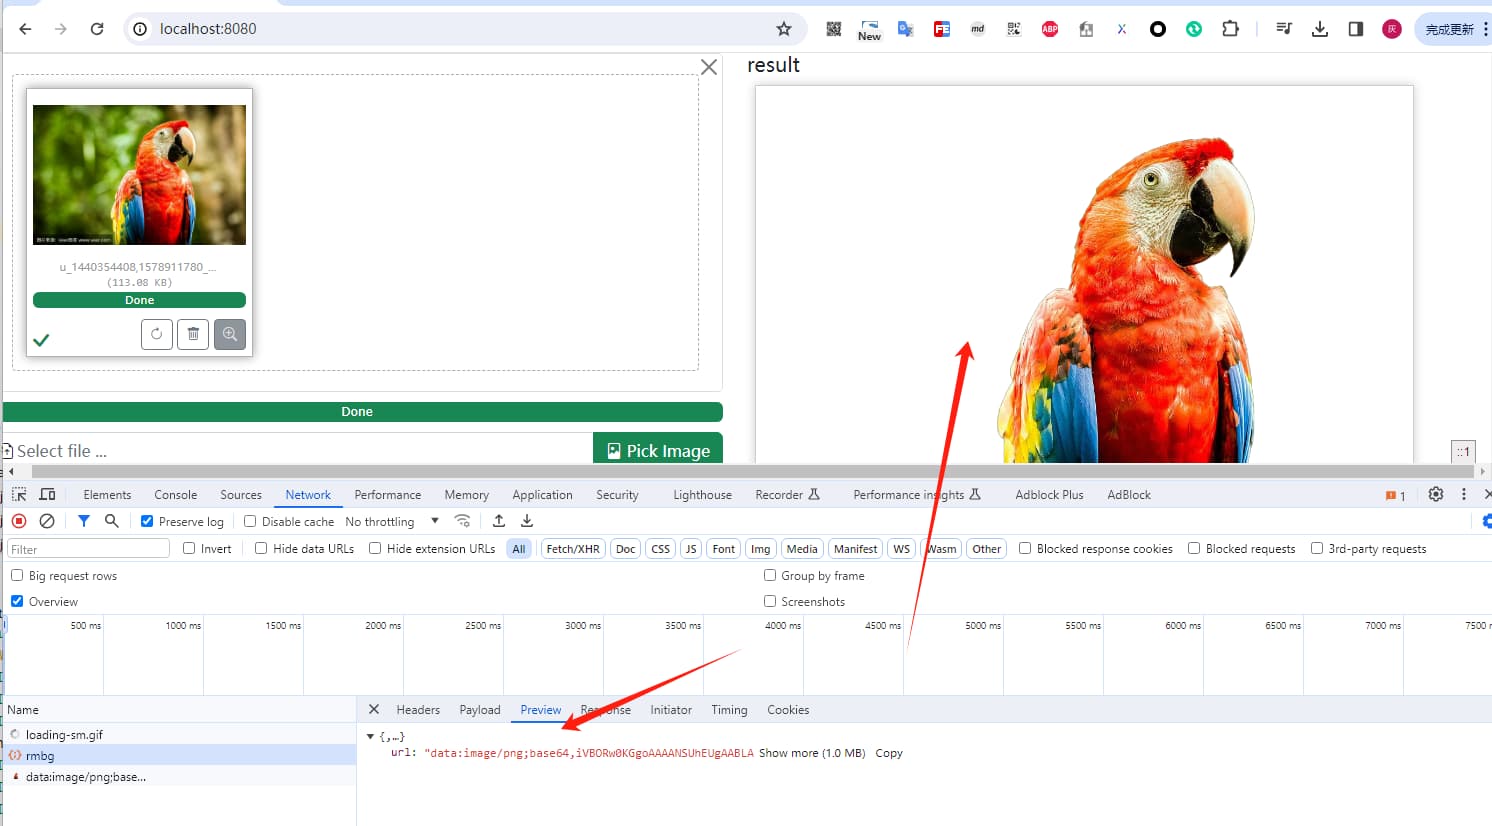 localhost:8080
New
md
ABP
灰
完成更新
result
u_1440354408,1578911780_...
(113.08 KB)
Done
Done
Select file ...
Pick Image
::1
Elements
Console
Sources
Network
Performance
Memory
Application
Security
Lighthouse
Recorder
Performance insights
Adblock Plus
AdBlock
1
Preserve log
Disable cache
No throttling
Filter
Invert
Hide data URLs
Hide extension URLs
All
Fetch/XHR
Doc
CSS
JS
Font
Img
Media
Manifest
WS
Wasm
Other
Blocked response cookies
Blocked requests
3rd-party requests
Big request rows
Group by frame
Overview
Screenshots
500 ms
1000 ms
1500 ms
2000 ms
2500 ms
3000 ms
3500 ms
4000 ms
4500 ms
5000 ms
5500 ms
6000 ms
6500 ms
7000 ms
7500 m
Name
Headers
Payload
Preview
Response
Initiator
Timing
Cookies
loading-sm.gif
rmbg
data:image/png;base...
{,…}
url: "data:image/png;base64,iVBORw0KGgoAAAANSUhEUgAABLA Show more (1.0 MB) Copy